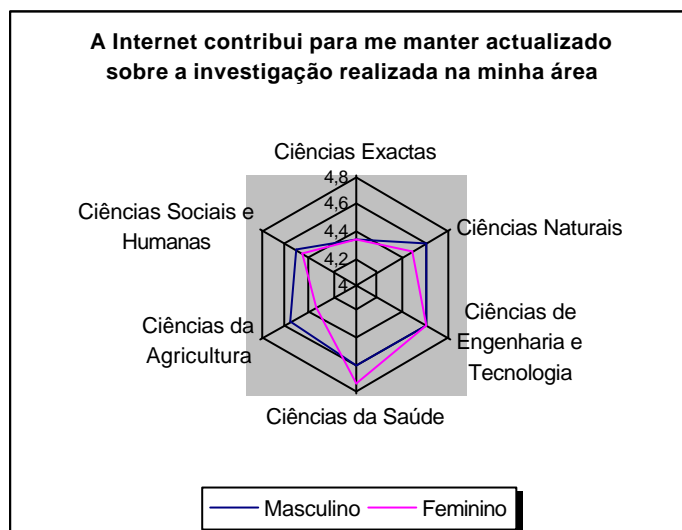 A Internet contribui para me manter actualizado
sobre a investigação realizada na minha área
Ciências Exactas
4,8
4,6
4,4
4,2
4
Ciências Sociais e
Humanas
Ciências Naturais
Ciências da
Agricultura
Ciências de
Engenharia e
Tecnologia
Ciências da Saúde
Masculino Feminino